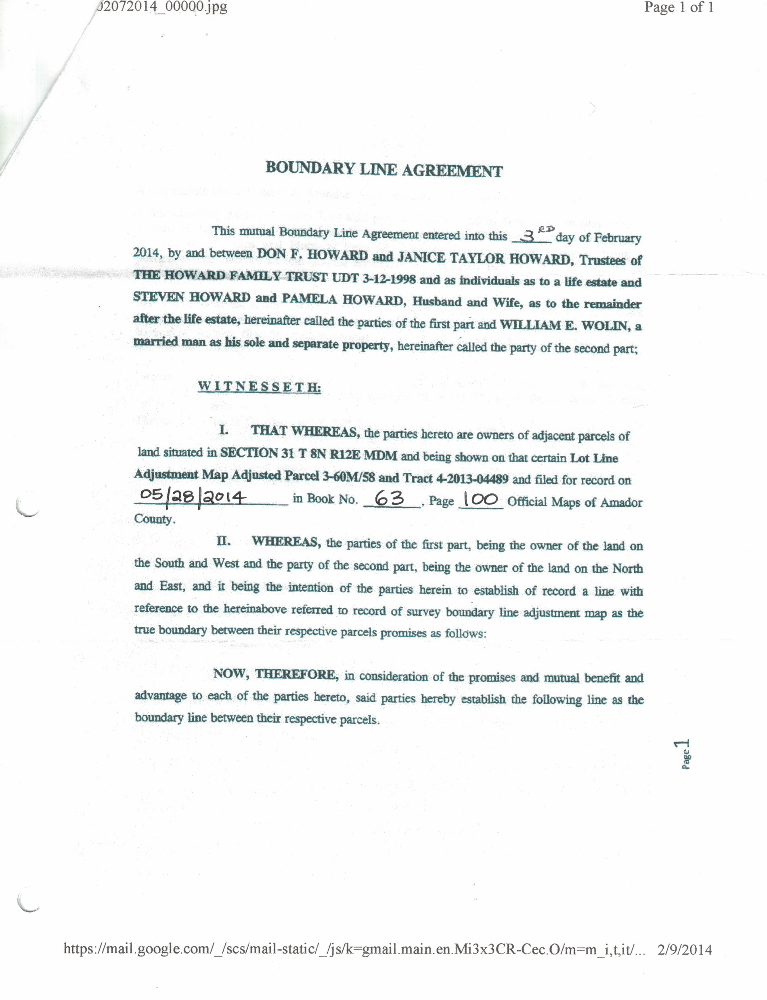 02072014_00000.jpg Page 1 of 1
BOUNDARY LINE AGREEMENT
This mutual Boundary Line Agreement entered into this 3RD day of February
2014, by and between DON F. HOWARD and JANICE TAYLOR HOWARD, Trustees of
THE HOWARD FAMILY TRUST UDT 3-12-1998 and as individuals as to a life estate and
STEVEN HOWARD and PAMELA HOWARD, Husband and Wife, as to the remainder
after the life estate, hereinafter called the parties of the first part and WILLIAM E. WOLIN, a
married man as his sole and separate property, hereinafter called the party of the second part;
WITNESSETH:
I. THAT WHEREAS, the parties hereto are owners of adjacent parcels of
land situated in SECTION 31 T 8N R12E MDM and being shown on that certain Lot Line
Adjustment Map Adjusted Parcel 3-60M/58 and Tract 4-2013-04489 and filed for record on
05/28/2014 in Book No. 63, Page 100 Official Maps of Amador
County.
II. WHEREAS, the parties of the first part, being the owner of the land on
the South and West and the party of the second part, being the owner of the land on the North
and East, and it being the intention of the parties herein to establish of record a line with
reference to the hereinabove referred to record of survey boundary line adjustment map as the
true boundary between their respective parcels promises as follows:
NOW, THEREFORE, in consideration of the promises and mutual benefit and
advantage to each of the parties hereto, said parties hereby establish the following line as the
boundary line between their respective parcels.
Page 1
https://mail.google.com/_/scs/mail-static/_/js/k=gmail.main.en.Mi3x3CR-Cec.O/m=m_i,t,it/... 2/9/2014